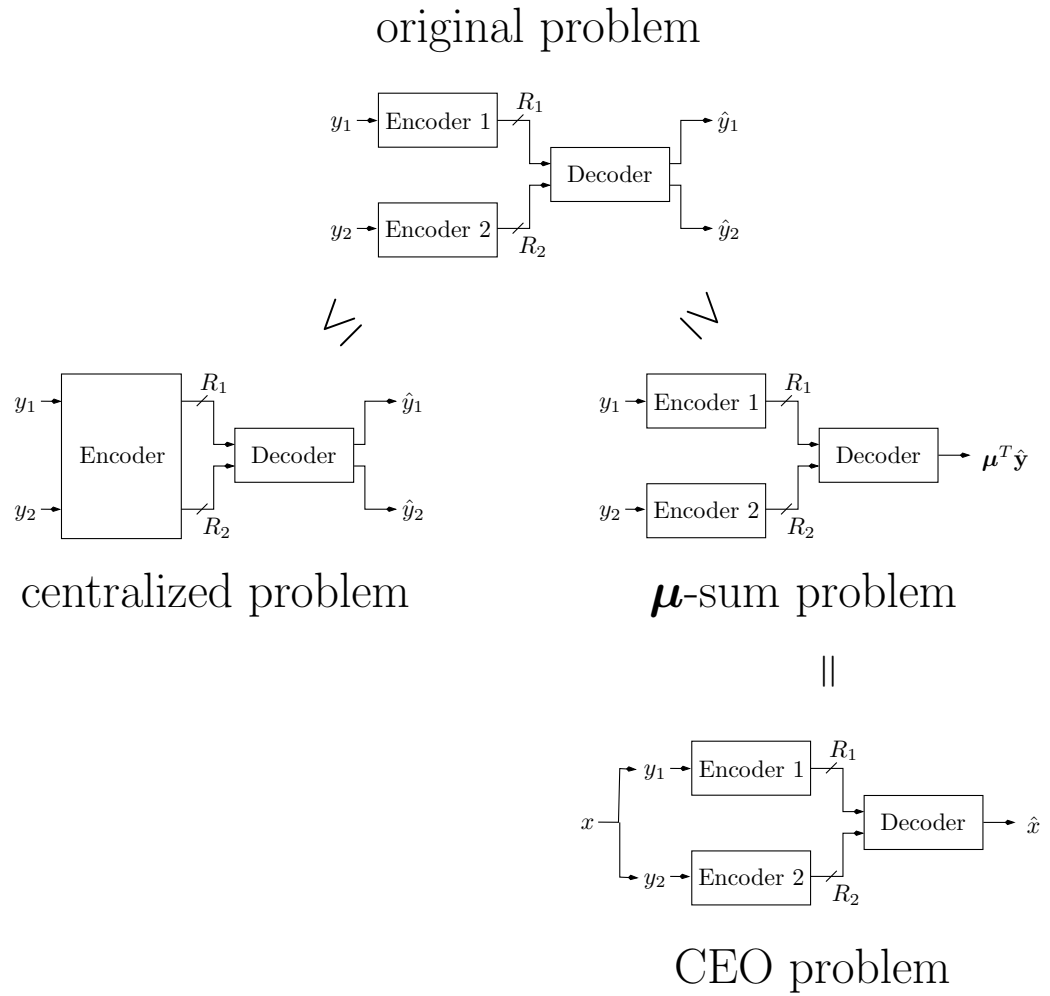 original problem
y₁ Encoder 1 R₁ ŷ₁
Decoder
y₂ Encoder 2 R₂ ŷ₂
≥ ≥
y₁ R₁ ŷ₁
Encoder Decoder
y₂ R₂ ŷ₂
centralized problem
y₁ Encoder 1 R₁
Decoder 𝛍ᵀŷ
y₂ Encoder 2 R₂
𝛍-sum problem
=
y₁ Encoder 1 R₁
x Decoder x̂
y₂ Encoder 2 R₂
CEO problem